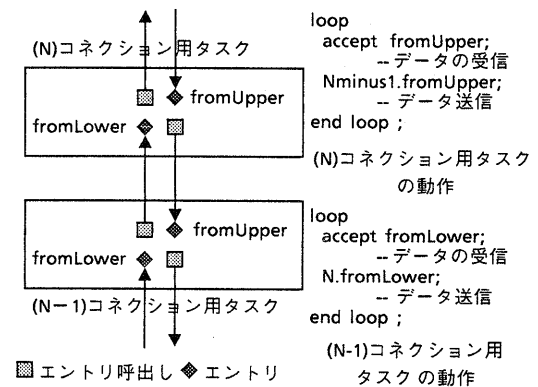 (N)コネクション用タスク
fromUpper
fromLower
fromUpper
fromLower
(N－1)コネクション用タスク
エントリ呼出し エントリ
loop
accept fromUpper;
--データの受信
Nminus1.fromUpper;
-- データ送信
end loop ;
(N)コネクション用タスク
の動作
loop
accept fromLower;
--データの受信
N.fromLower;
-- データ送信
end loop ;
(N-1)コネクション用
タスクの動作